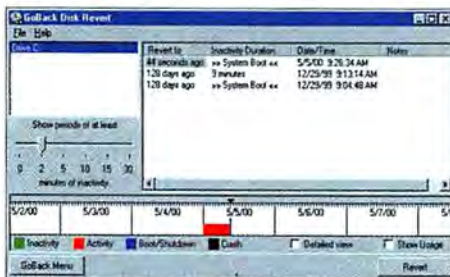 GoBack Disk Revert
File Help
Drive C
Revert to Inactivity Duration Date/Time Notes
44 seconds ago >> System Boot << 5/5/00 9:26:34 AM
128 days ago 9 minutes 12/29/99 9:13:14 AM
128 days ago >> System Boot << 12/29/99 9:04:48 AM
Show periods of at least
0 2 5 10 15 30
minutes of inactivity
5/2/00 5/3/00 5/4/00 5/5/00 5/6/00 5/7/00
Inactivity Activity Boot/Shutdown Crash Detailed view Show Usage
GoBack Menu Revert